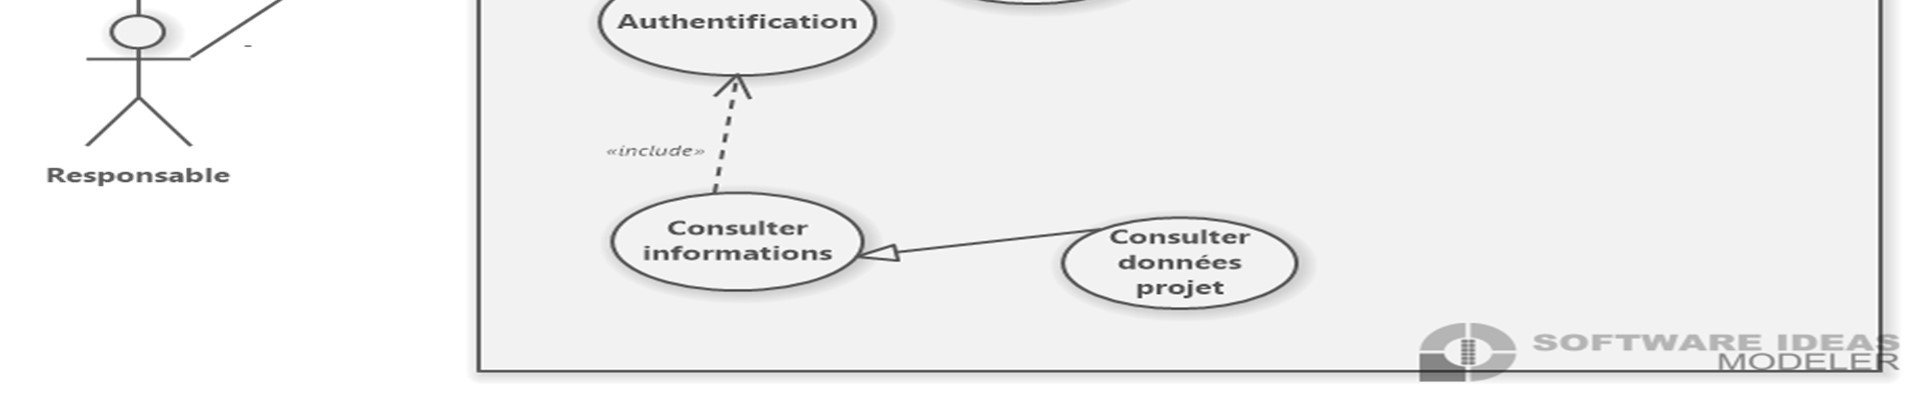 Authentification
«include»
Responsable
Consulter
informations
Consulter
données
projet
SOFTWARE IDEAS
MODELER